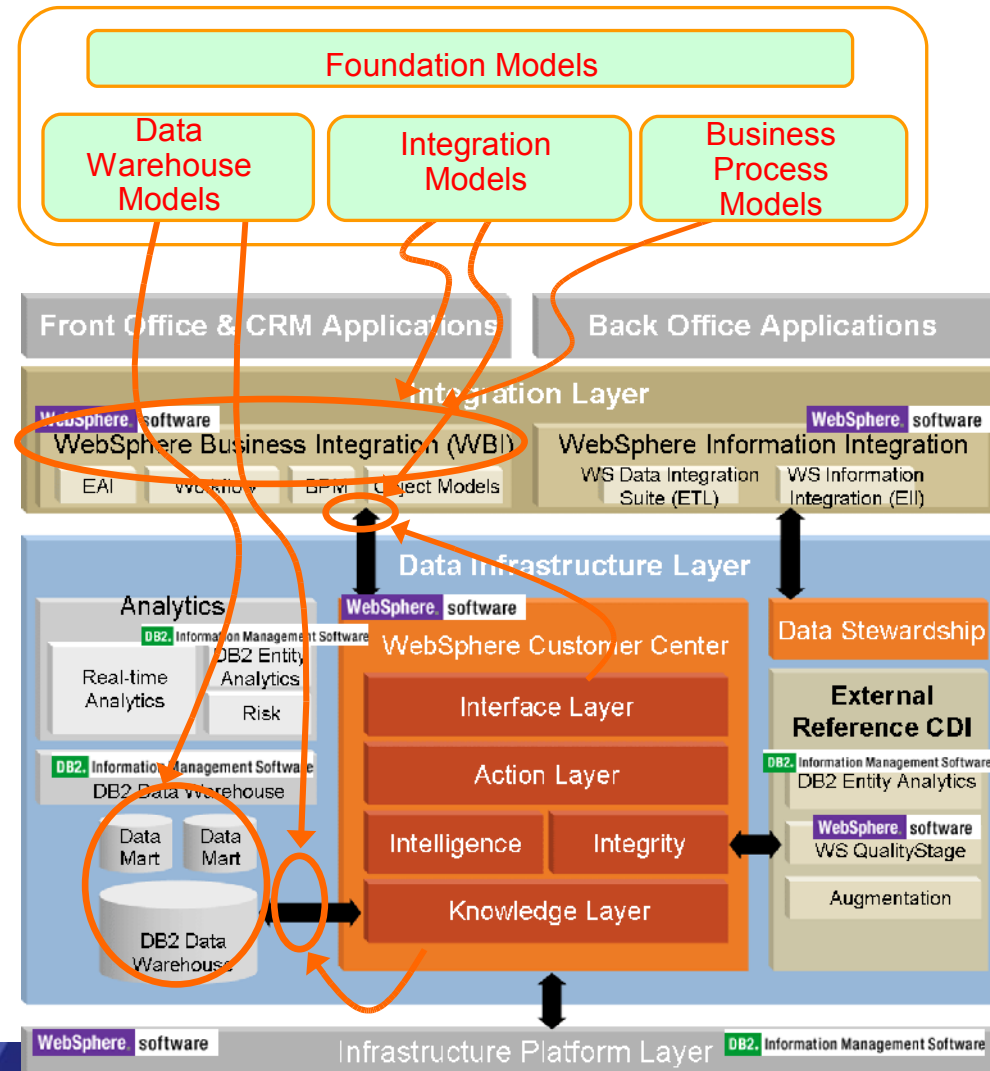 Foundation Models
Data
Warehouse
Models
Integration
Models
Business
Process
Models
Front Office & CRM Applications
Back Office Applications
Integration Layer
WebSphere. software
WebSphere. software
WebSphere Business Integration (WBI)
WebSphere Information Integration
EAI
Workflow
BPM
Object Models
WS Data Integration
Suite (ETL)
WS Information
Integration (EII)
Data Infrastructure Layer
Analytics
DB2. Information Management Software
Real-time
Analytics
DB2 Entity
Analytics
Risk
DB2. Information Management Software
DB2 Data Warehouse
Data
Mart
Data
Mart
DB2 Data
Warehouse
WebSphere. software
WebSphere Customer Center
Interface Layer
Action Layer
Intelligence
Integrity
Knowledge Layer
Data Stewardship
External
Reference CDI
DB2. Information Management Software
DB2 Entity Analytics
WebSphere. software
WS QualityStage
Augmentation
WebSphere. software
Infrastructure Platform Layer
DB2. Information Management Software